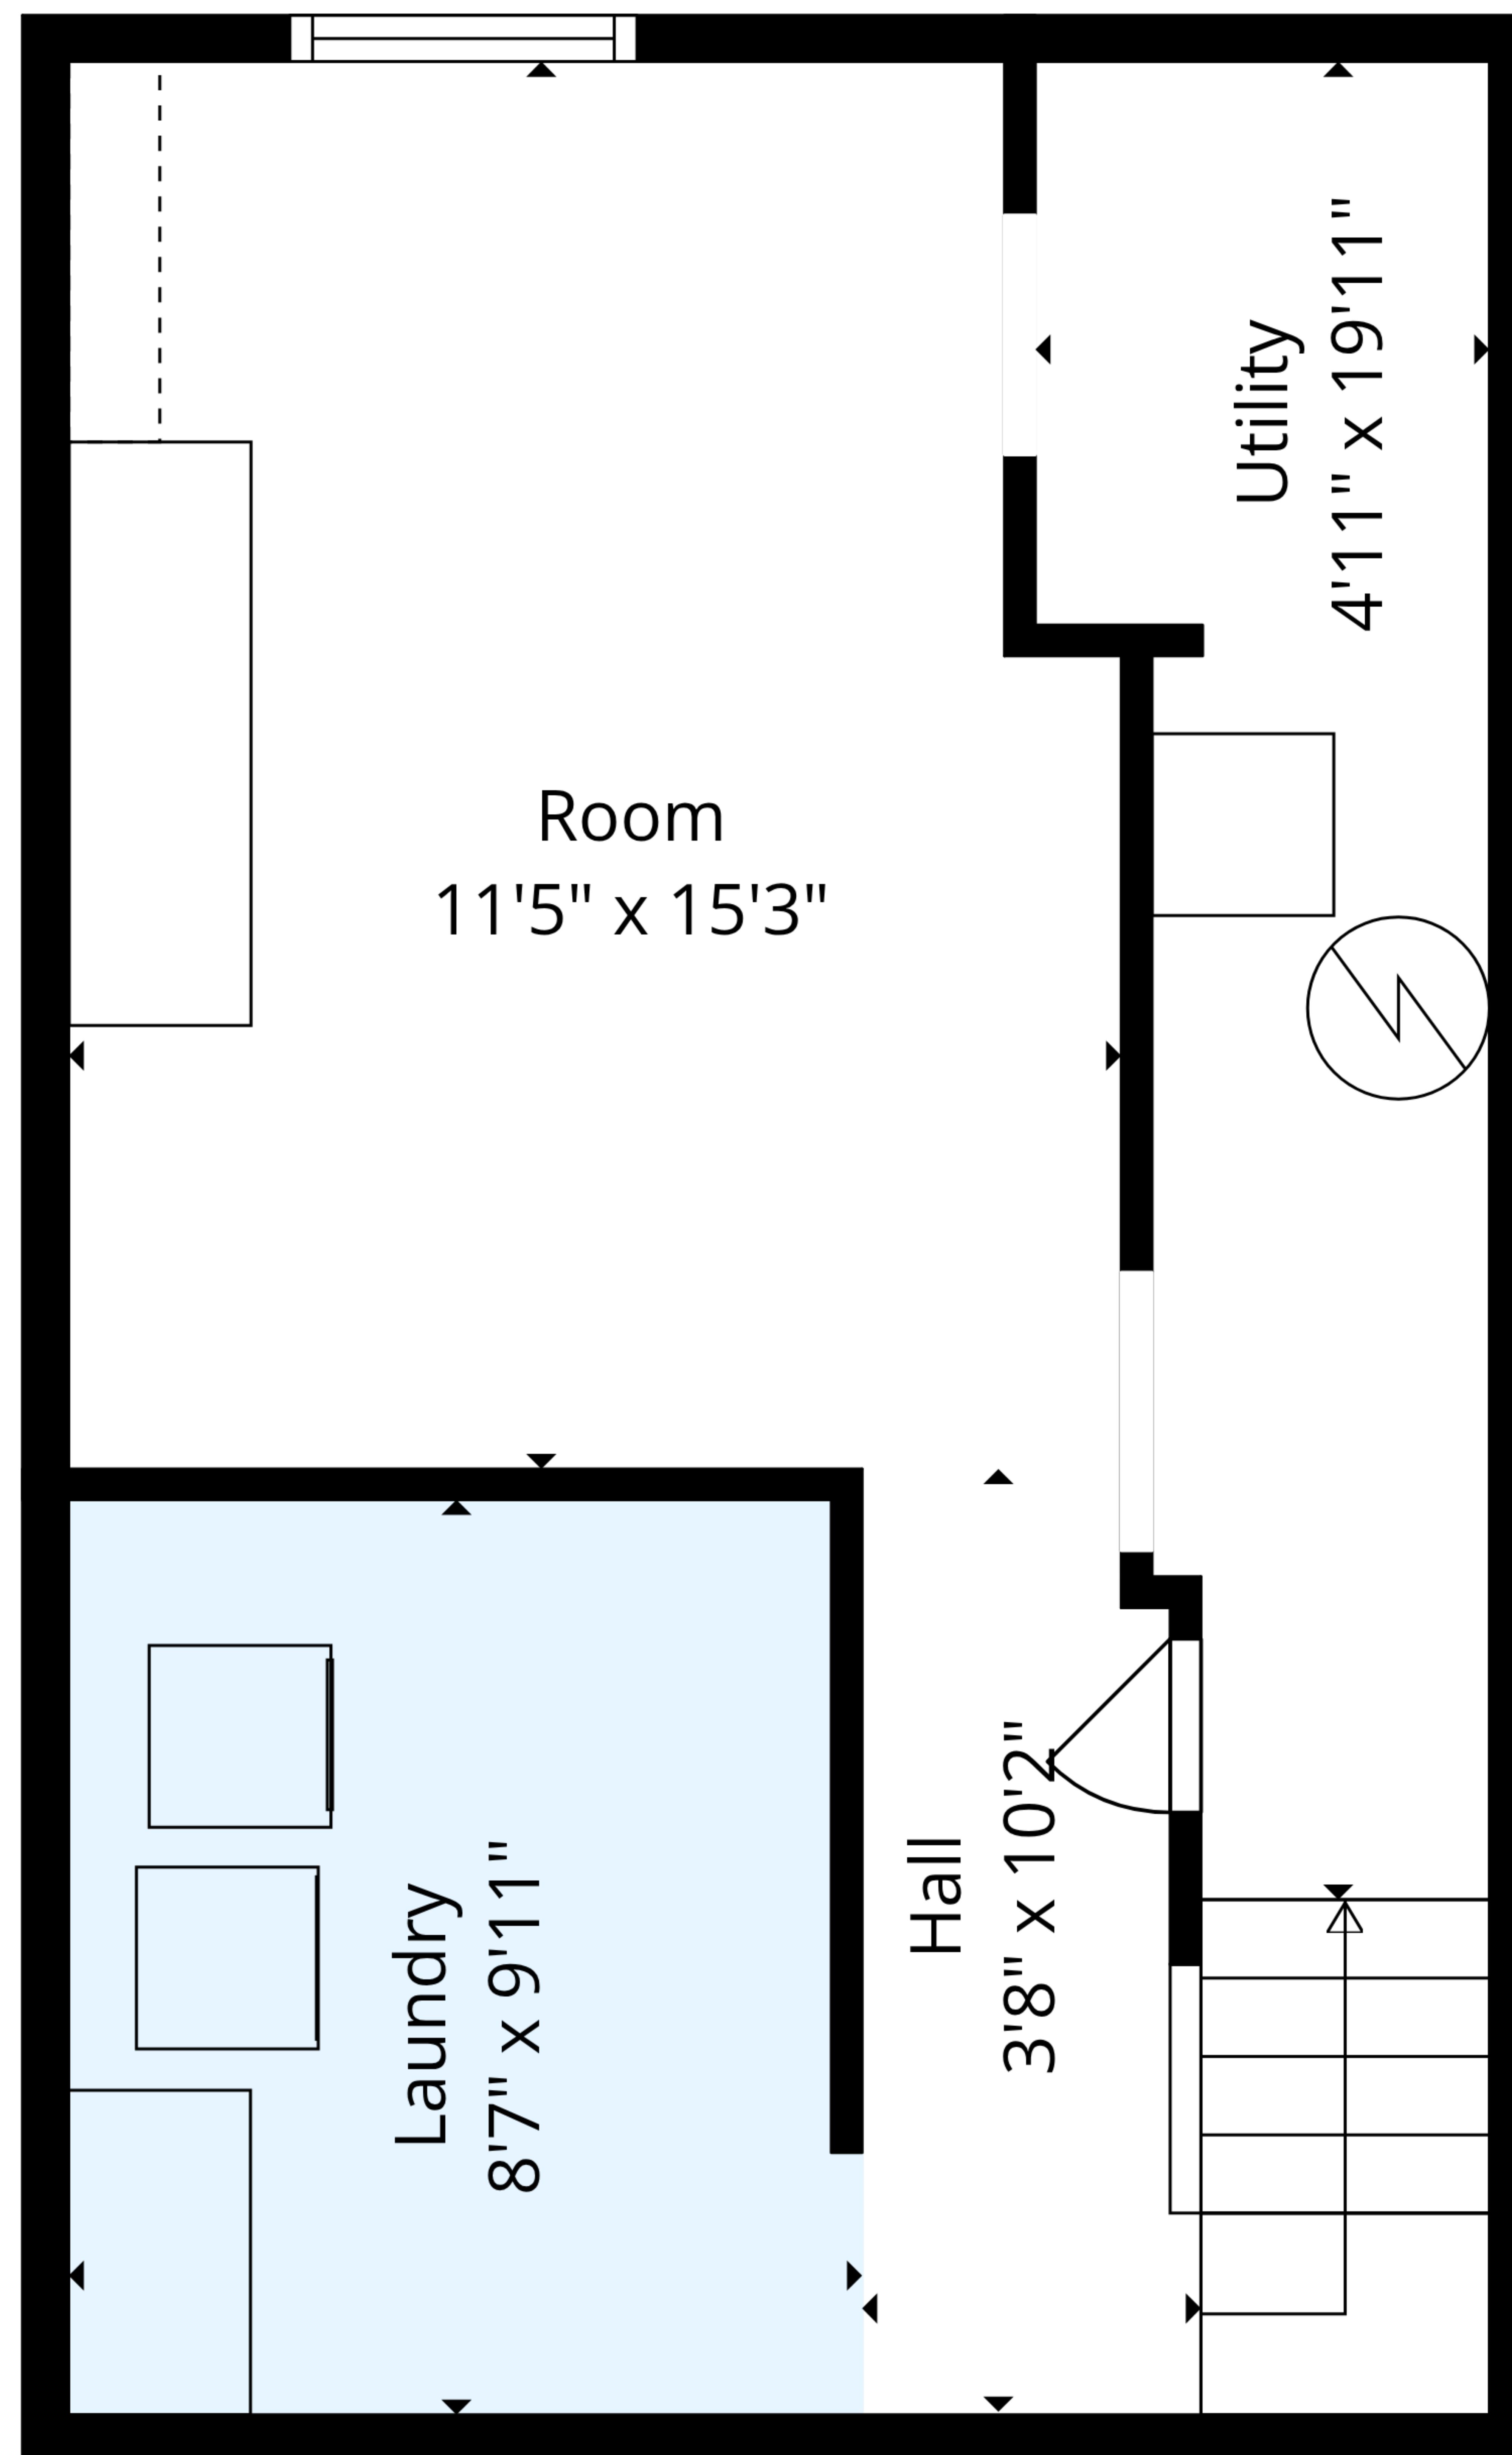 Utility
4'11" x 19'11"
Room
11'5" x 15'3"
Laundry
8'7" x 9'11"
Hall
3'8" x 10'2"